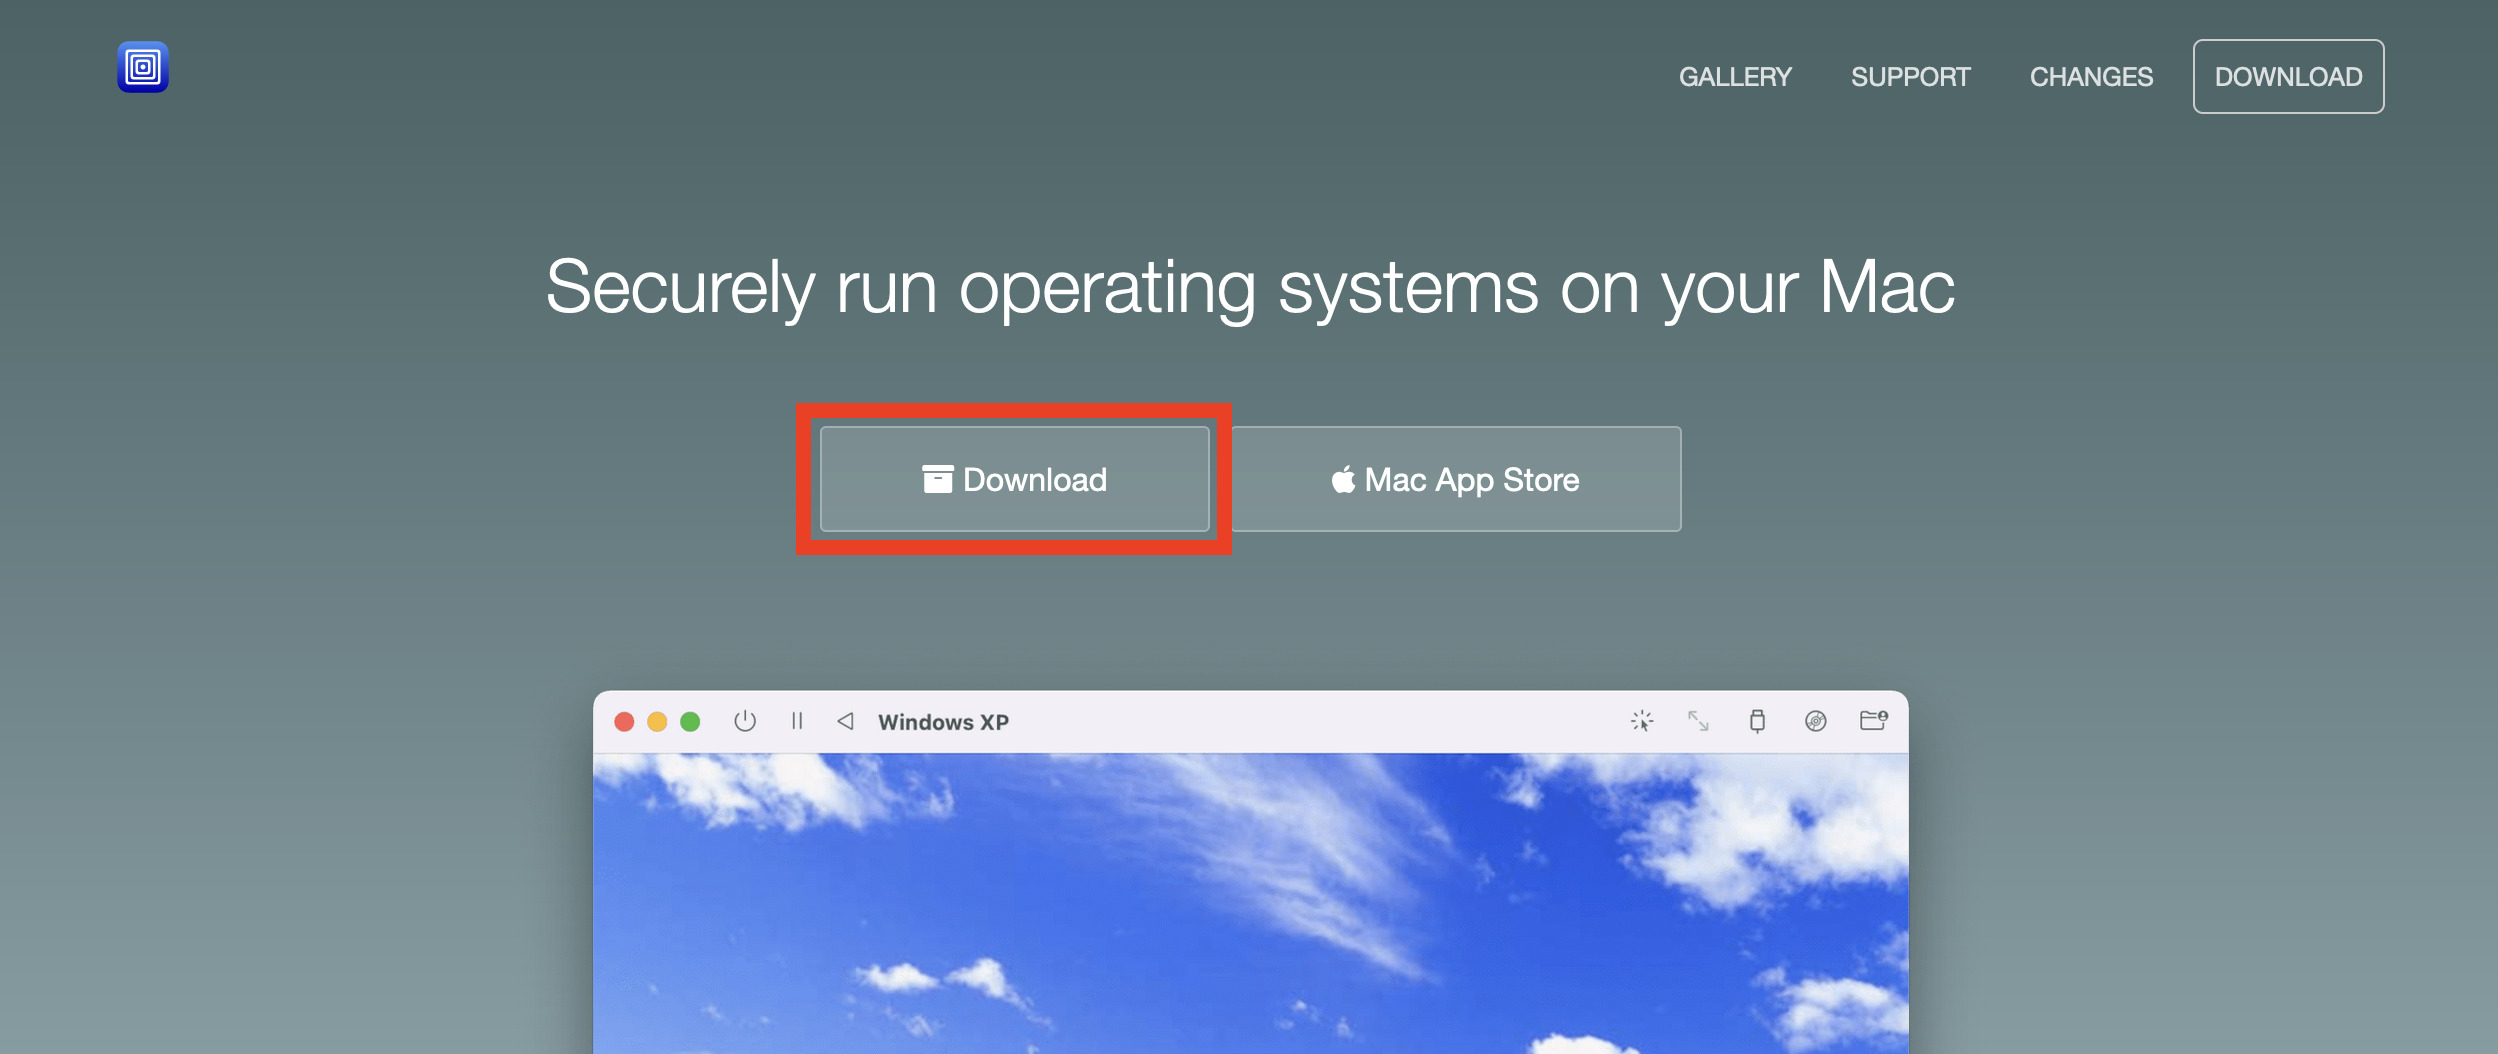 GALLERY SUPPORT CHANGES DOWNLOAD
Securely run operating systems on your Mac
Download Mac App Store
Windows XP